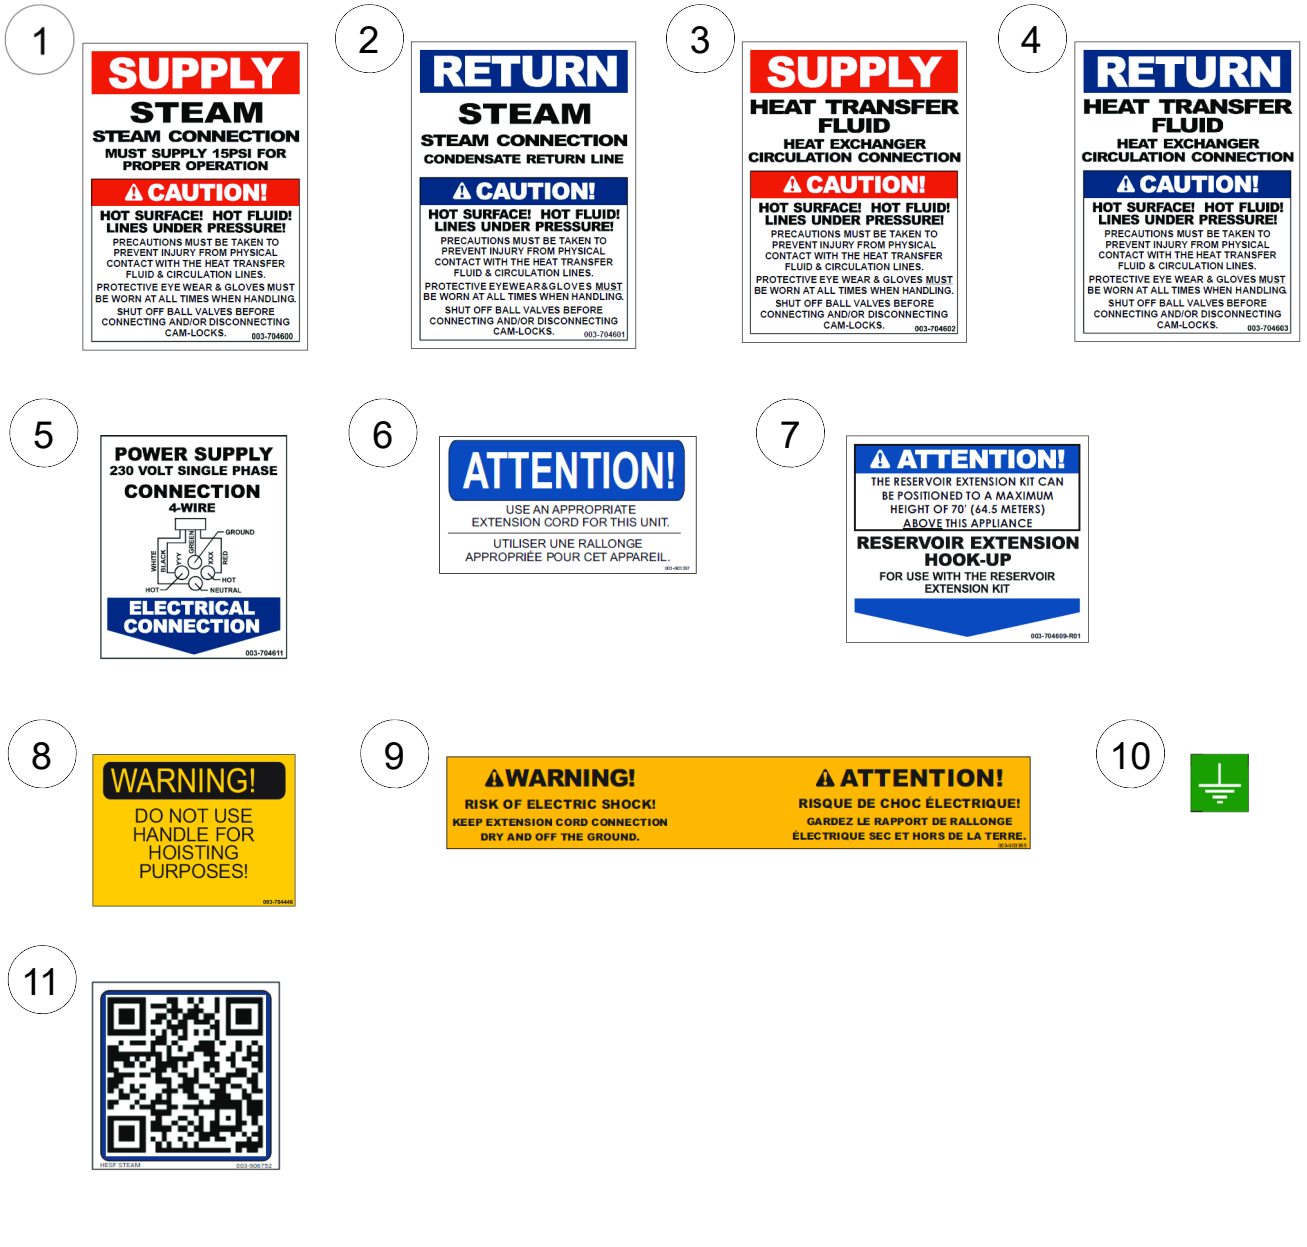 1
SUPPLY
STEAM
STEAM CONNECTION
MUST SUPPLY 15PSI FOR
PROPER OPERATION
CAUTION!
HOT SURFACE! HOT FLUID!
LINES UNDER PRESSURE!
PRECAUTIONS MUST BE TAKEN TO
PREVENT INJURY FROM PHYSICAL
CONTACT WITH THE HEAT TRANSFER
FLUID & CIRCULATION LINES.
PROTECTIVE EYE WEAR & GLOVES MUST
BE WORN AT ALL TIMES WHEN HANDLING.
SHUT OFF BALL VALVES BEFORE
CONNECTING AND/OR DISCONNECTING
CAM-LOCKS.
003-704600
2
RETURN
STEAM
STEAM CONNECTION
CONDENSATE RETURN LINE
CAUTION!
HOT SURFACE! HOT FLUID!
LINES UNDER PRESSURE!
PRECAUTIONS MUST BE TAKEN TO
PREVENT INJURY FROM PHYSICAL
CONTACT WITH THE HEAT TRANSFER
FLUID & CIRCULATION LINES.
PROTECTIVE EYEWEAR&GLOVES MUST
BE WORN AT ALL TIMES WHEN HANDLING.
SHUT OFF BALL VALVES BEFORE
CONNECTING AND/OR DISCONNECTING
CAM-LOCKS.
003-704601
3
SUPPLY
HEAT TRANSFER
FLUID
HEAT EXCHANGER
CIRCULATION CONNECTION
CAUTION!
HOT SURFACE! HOT FLUID!
LINES UNDER PRESSURE!
PRECAUTIONS MUST BE TAKEN TO
PREVENT INJURY FROM PHYSICAL
CONTACT WITH THE HEAT TRANSFER
FLUID & CIRCULATION LINES.
PROTECTIVE EYE WEAR & GLOVES MUST
BE WORN AT ALL TIMES WHEN HANDLING.
SHUT OFF BALL VALVES BEFORE
CONNECTING AND/OR DISCONNECTING
CAM-LOCKS.
003-704602
4
RETURN
HEAT TRANSFER
FLUID
HEAT EXCHANGER
CIRCULATION CONNECTION
CAUTION!
HOT SURFACE! HOT FLUID!
LINES UNDER PRESSURE!
PRECAUTIONS MUST BE TAKEN TO
PREVENT INJURY FROM PHYSICAL
CONTACT WITH THE HEAT TRANSFER
FLUID & CIRCULATION LINES.
PROTECTIVE EYE WEAR & GLOVES MUST
BE WORN AT ALL TIMES WHEN HANDLING.
SHUT OFF BALL VALVES BEFORE
CONNECTING AND/OR DISCONNECTING
CAM-LOCKS.
003-704603
5
POWER SUPPLY
230 VOLT SINGLE PHASE
CONNECTION
4-WIRE
GROUND
WHITE
BLACK
YYY
GREEN
XXX
RED
HOT
HOT
NEUTRAL
ELECTRICAL
CONNECTION
003-704611
6
ATTENTION!
USE AN APPROPRIATE
EXTENSION CORD FOR THIS UNIT.
UTILISER UNE RALLONGE
APPROPRIÉE POUR CET APPAREIL.
7
ATTENTION!
THE RESERVOIR EXTENSION KIT CAN
BE POSITIONED TO A MAXIMUM
HEIGHT OF 70' (64.5 METERS)
ABOVE THIS APPLIANCE
RESERVOIR EXTENSION
HOOK-UP
FOR USE WITH THE RESERVOIR
EXTENSION KIT
003-704609-R01
8
WARNING!
DO NOT USE
HANDLE FOR
HOISTING
PURPOSES!
003-704446
9
WARNING!
RISK OF ELECTRIC SHOCK!
KEEP EXTENSION CORD CONNECTION
DRY AND OFF THE GROUND.
ATTENTION!
RISQUE DE CHOC ÉLECTRIQUE!
GARDEZ LE RAPPORT DE RALLONGE
ÉLECTRIQUE SEC ET HORS DE LA TERRE.
10
11
HESF STEAM
003-906752